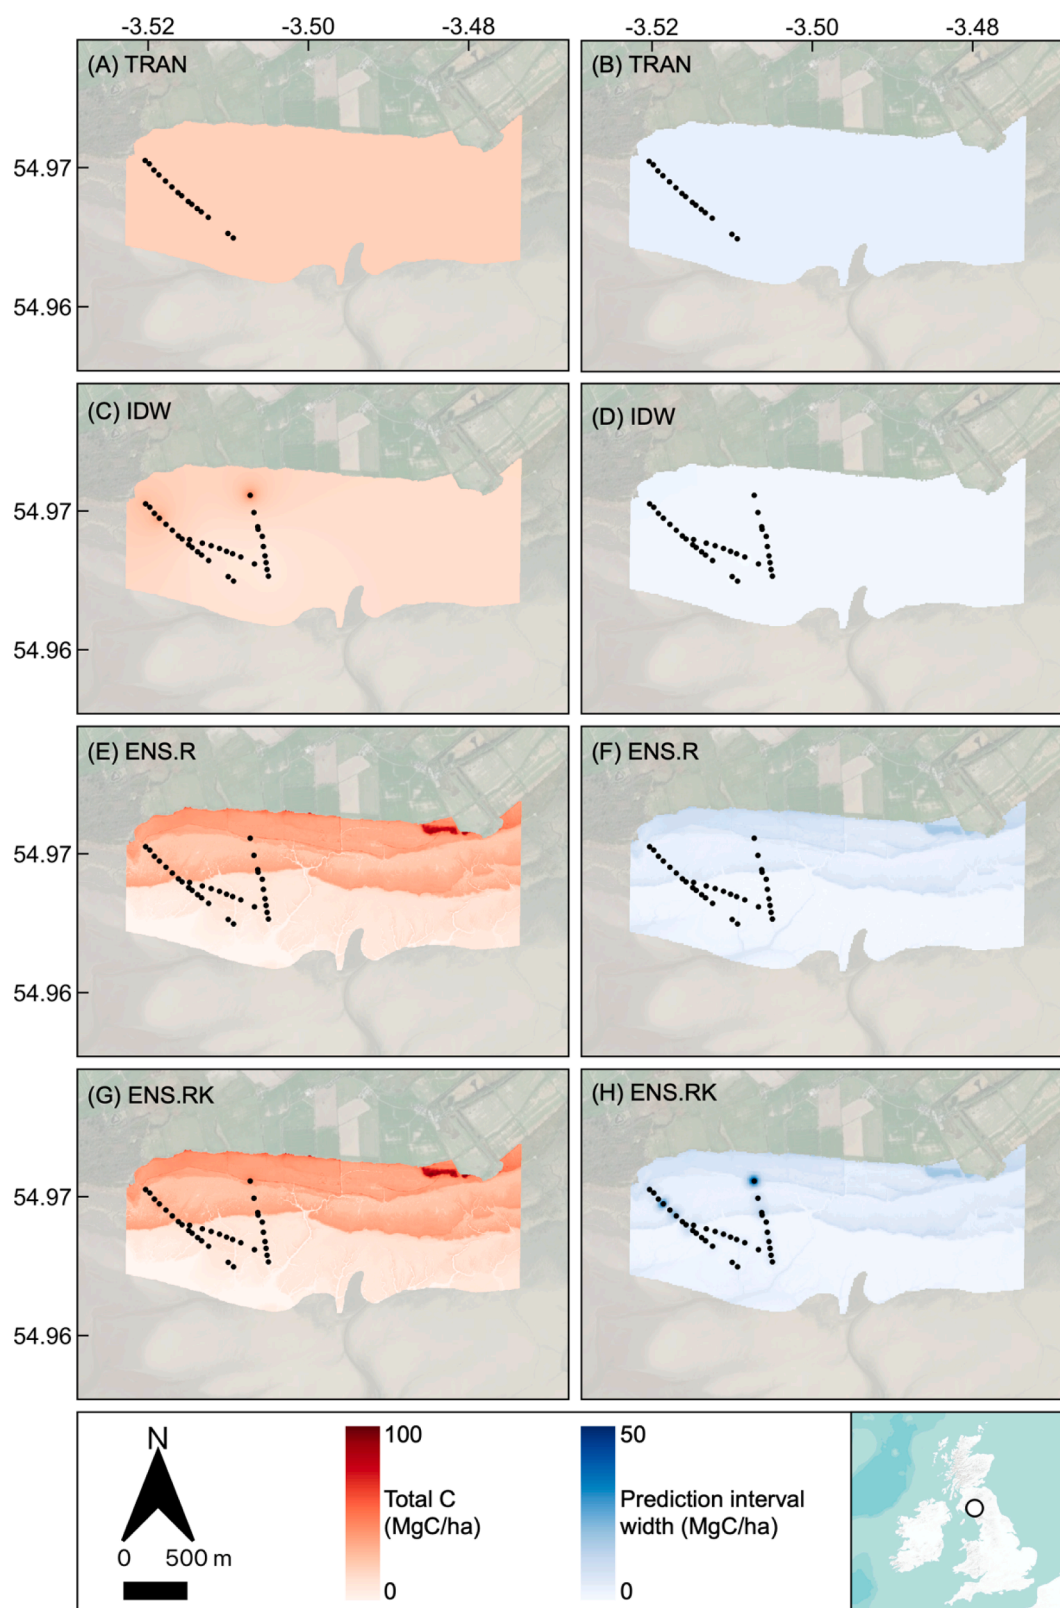 -3.52 -3.50 -3.48 -3.52 -3.50 -3.48
(A) TRAN (B) TRAN
54.97
54.96
(C) IDW (D) IDW
54.97
54.96
(E) ENS.R (F) ENS.R
54.97
54.96
(G) ENS.RK (H) ENS.RK
54.97
54.96
N
0 500 m
100
Total C
(MgC/ha)
0
50
Prediction interval
width (MgC/ha)
0